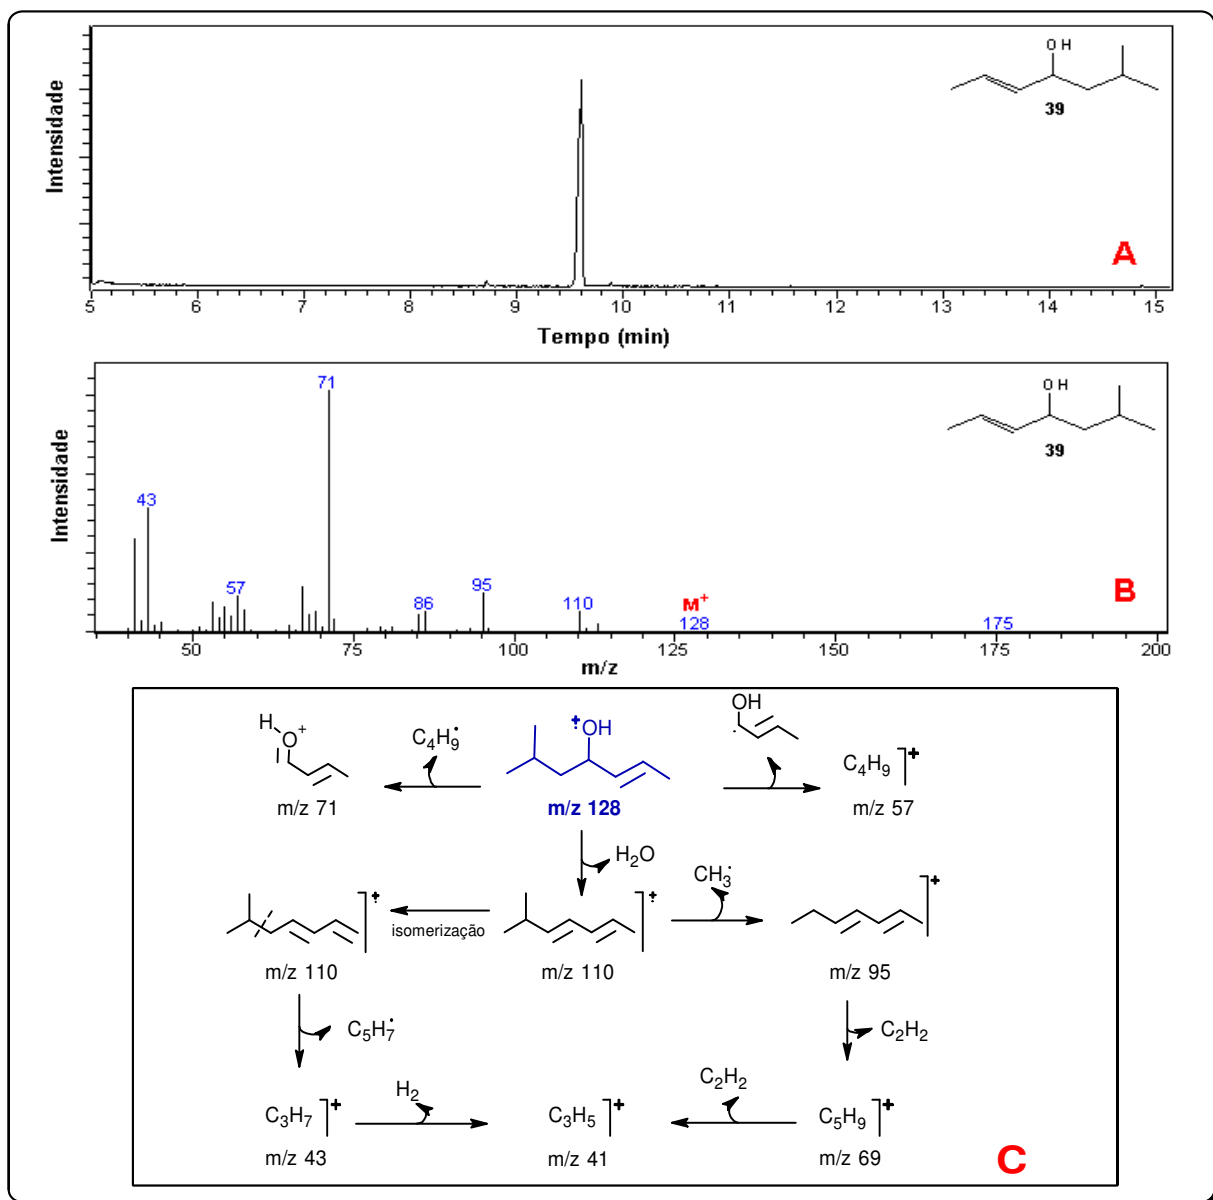 Intensidade
OH
39
A
5 6 7 8 9 10 11 12 13 14 15
Tempo (min)
Intensidade
71
43
57
86
95
110
M+
128
175
OH
39
B
50 75 100 125 150 175 200
m/z
H
O+
m/z 71
C4H9•
+•
OH
m/z 128
OH
•
C4H9 +
m/z 57
H2O
+•
m/z 110
isomerização
+•
m/z 110
CH3•
+
m/z 95
C5H7•
C2H2
C3H7 +
m/z 43
H2
C3H5 +
m/z 41
C2H2
C5H9 +
m/z 69
C